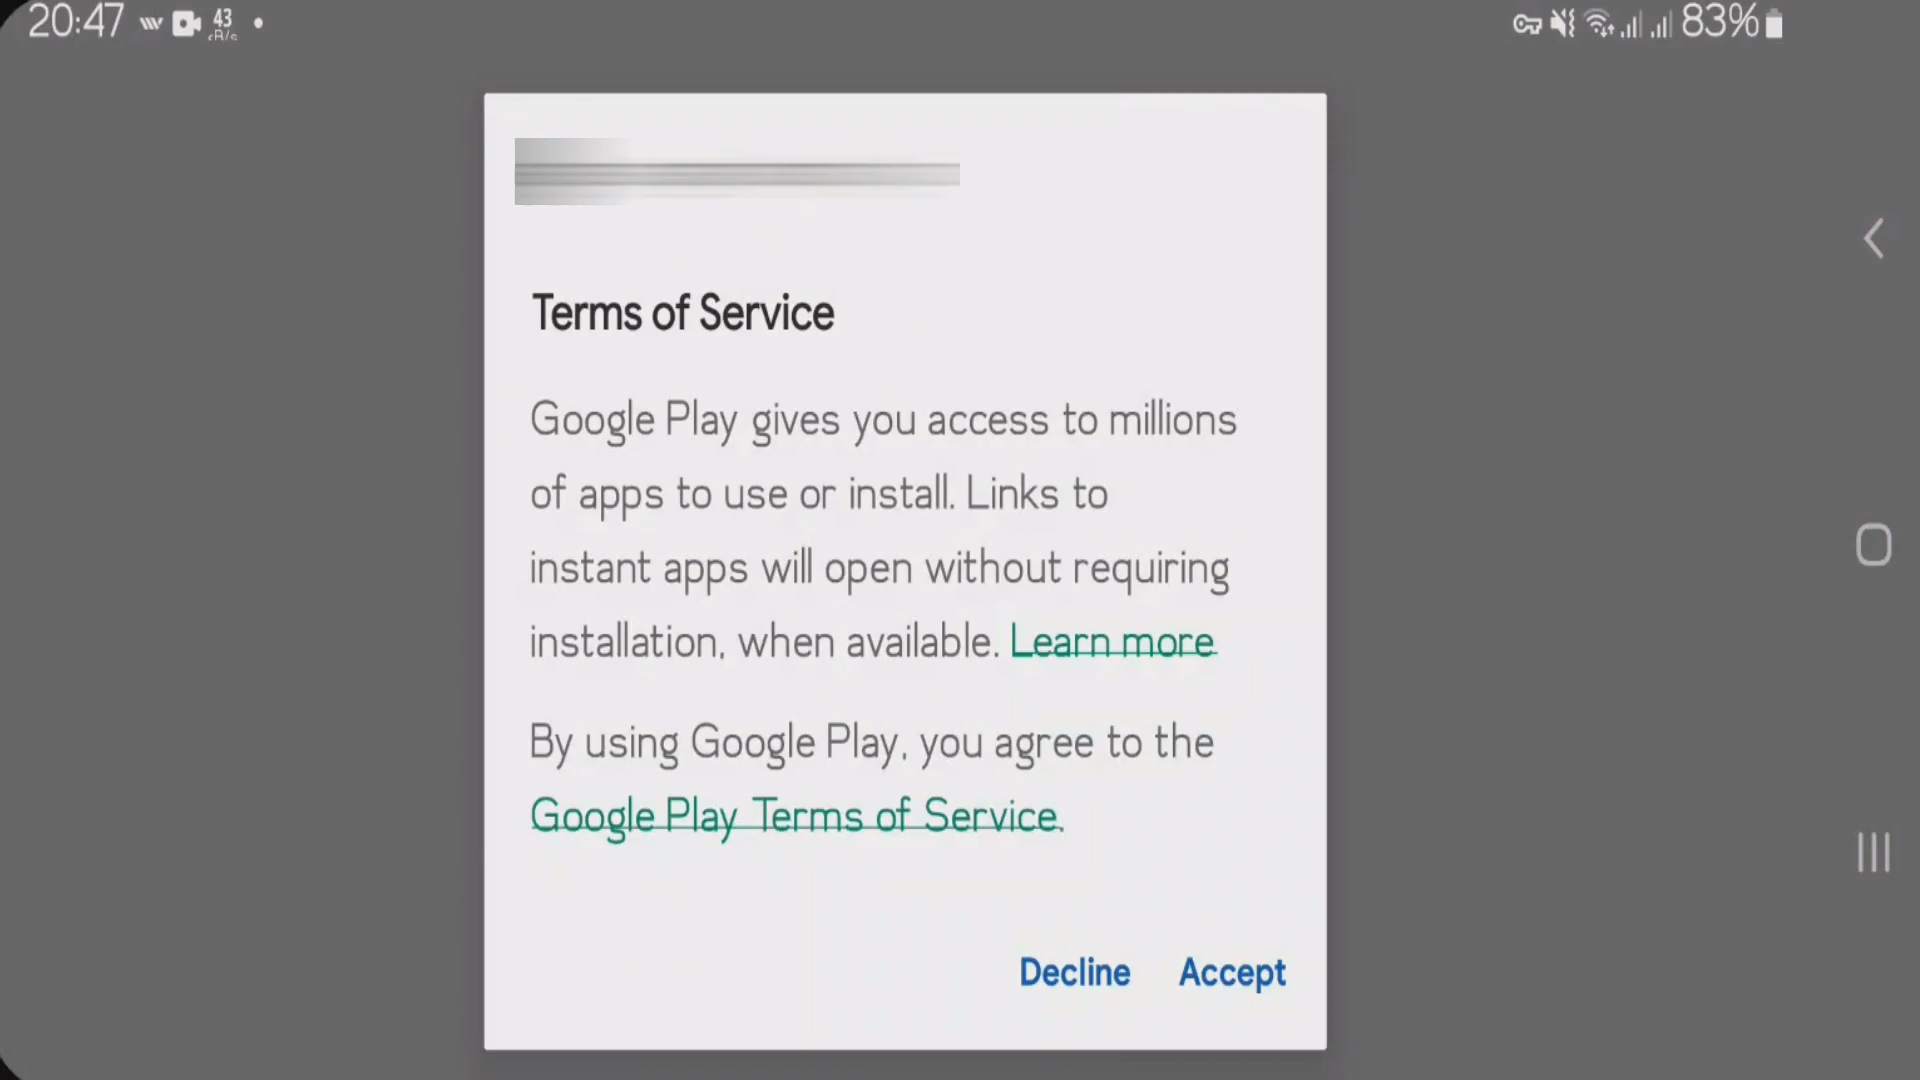 20:47 43 83%
Terms of Service
Google Play gives you access to millions
of apps to use or install. Links to
instant apps will open without requiring
installation, when available. Learn more
By using Google Play, you agree to the
Google Play Terms of Service.
Decline Accept